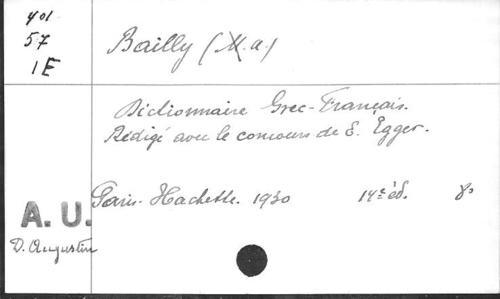 401
57
1E
Bailly (M.a.)
Dictionnaire Grec-Français.
Rédigé avec le concours de E. Egger.
Paris. Hachette. 1930 14e éd. 8°
A. U.
D. Augustin